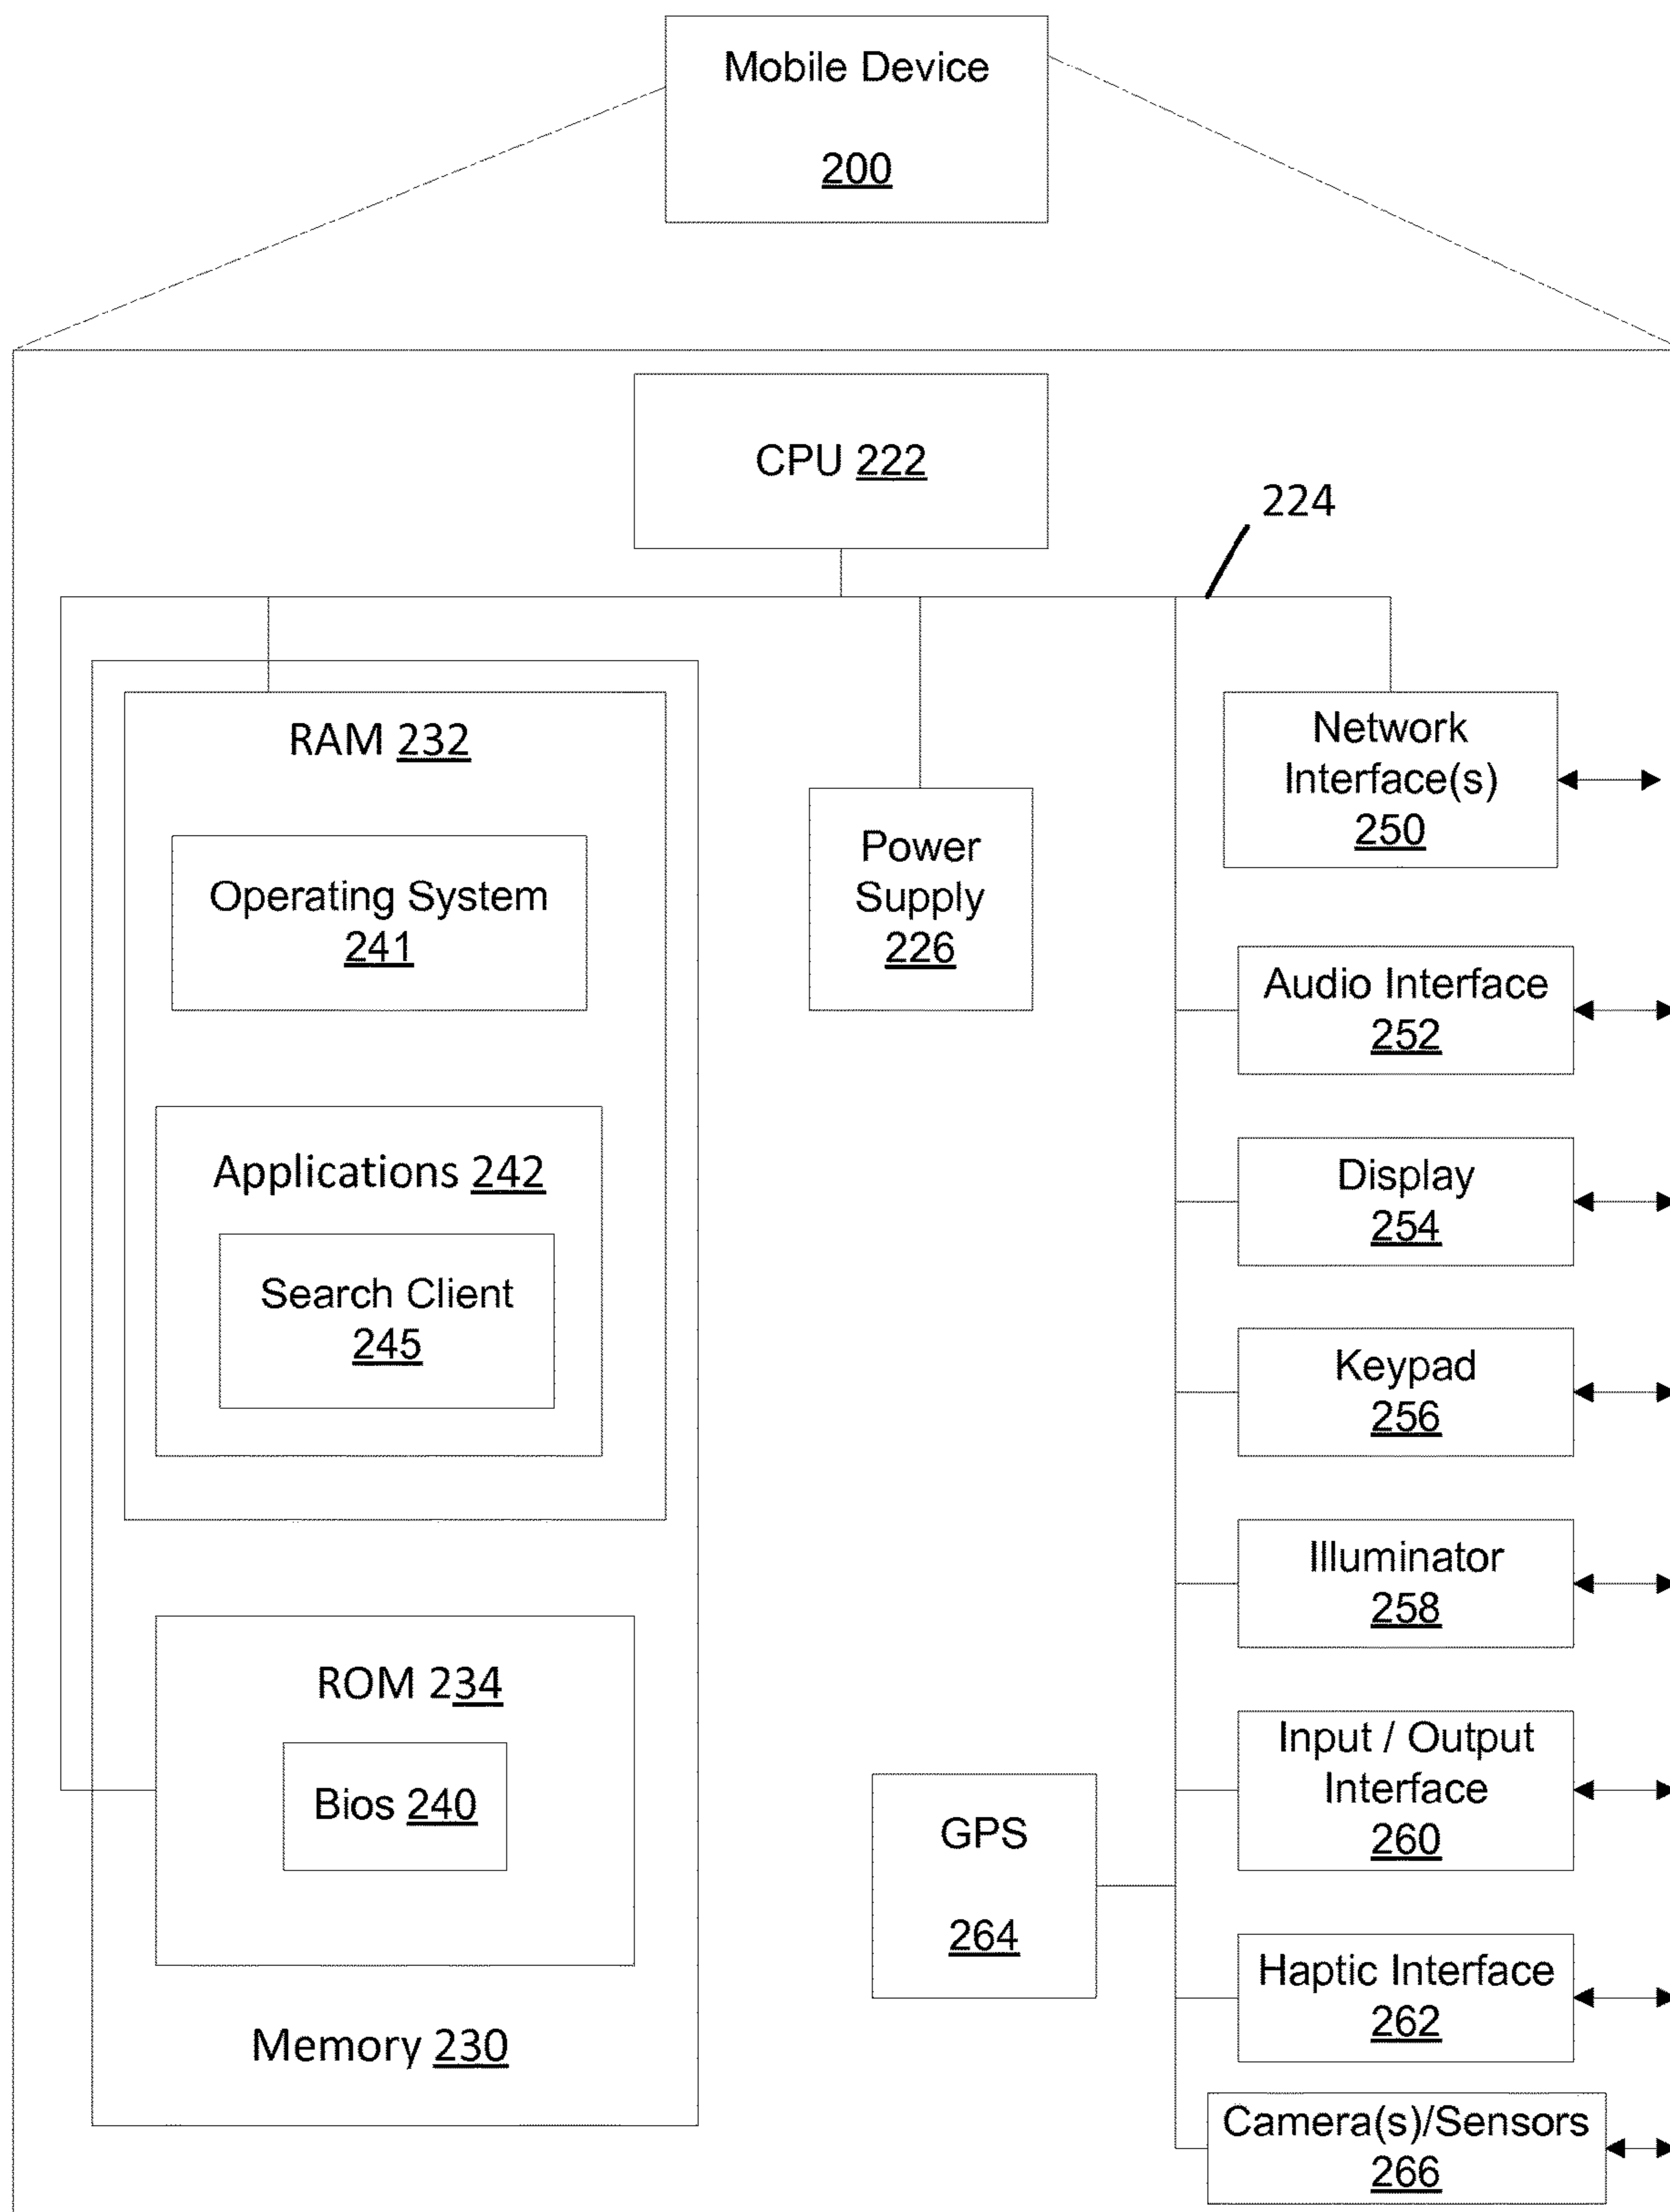 Mobile Device
200
CPU 222
224
RAM 232
Operating System
241
Applications 242
Search Client
245
ROM 234
Bios 240
Memory 230
Power
Supply
226
GPS
264
Network
Interface(s)
250
Audio Interface
252
Display
254
Keypad
256
Illuminator
258
Input / Output
Interface
260
Haptic Interface
262
Camera(s)/Sensors
266